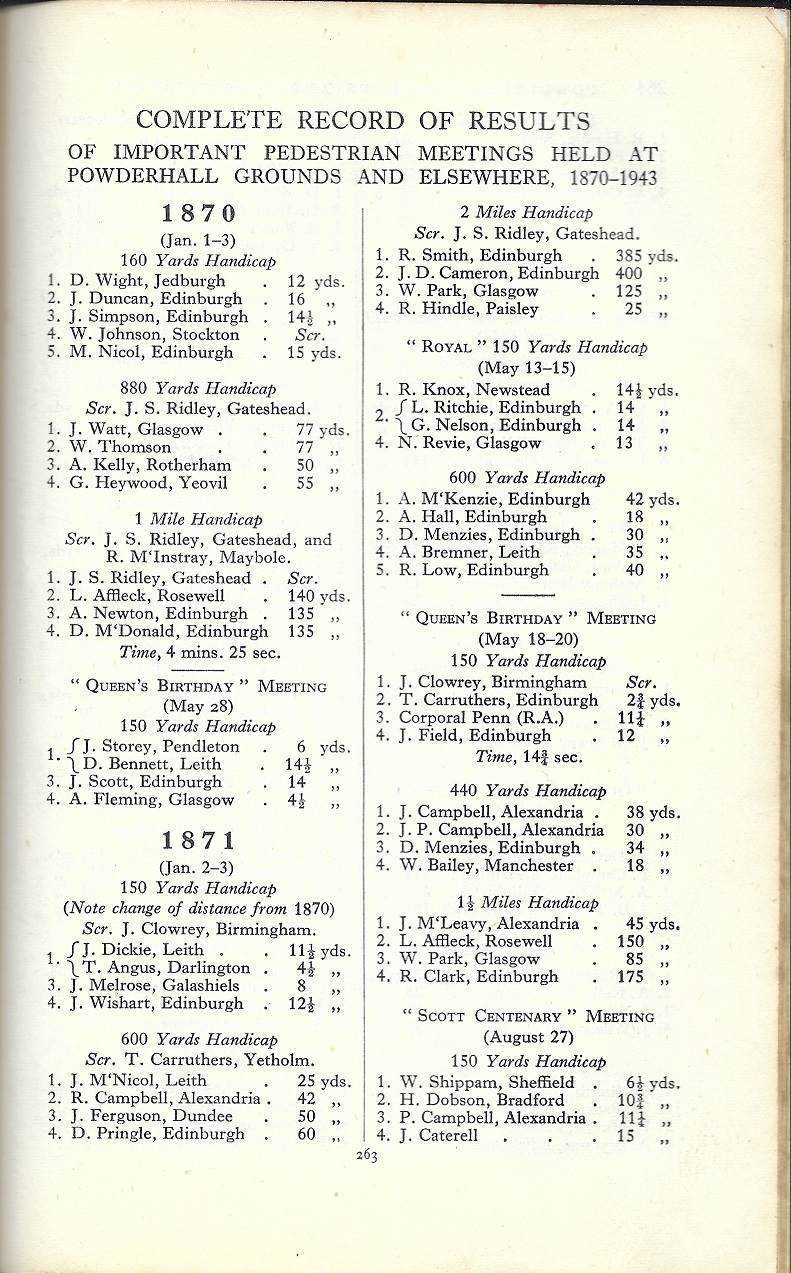 COMPLETE RECORD OF RESULTS
OF IMPORTANT PEDESTRIAN MEETINGS HELD AT
POWDERHALL GROUNDS AND ELSEWHERE, 1870–1943
1870
(Jan. 1–3)
160 Yards Handicap
1. D. Wight, Jedburgh . 12 yds.
2. J. Duncan, Edinburgh . 16 „
3. J. Simpson, Edinburgh . 14½ „
4. W. Johnson, Stockton . Scr.
5. M. Nicol, Edinburgh . 15 yds.
880 Yards Handicap
Scr. J. S. Ridley, Gateshead.
1. J. Watt, Glasgow . . 77 yds.
2. W. Thomson . . 77 „
3. A. Kelly, Rotherham . 50 „
4. G. Heywood, Yeovil . 55 „
1 Mile Handicap
Scr. J. S. Ridley, Gateshead, and
R. M‘Instray, Maybole.
1. J. S. Ridley, Gateshead . Scr.
2. L. Affleck, Rosewell . 140 yds.
3. A. Newton, Edinburgh . 135 „
4. D. M‘Donald, Edinburgh 135 „
Time, 4 mins. 25 sec.
“ QUEEN’S BIRTHDAY ” MEETING
(May 28)
150 Yards Handicap
1. { J. Storey, Pendleton . 6 yds.
D. Bennett, Leith . 14½ „
3. J. Scott, Edinburgh . 14 „
4. A. Fleming, Glasgow . 4½ „
1871
(Jan. 2–3)
150 Yards Handicap
(Note change of distance from 1870)
Scr. J. Clowrey, Birmingham.
1. { J. Dickie, Leith . . 11½ yds.
T. Angus, Darlington . 4½ „
3. J. Melrose, Galashiels . 8 „
4. J. Wishart, Edinburgh . 12½ „
600 Yards Handicap
Scr. T. Carruthers, Yetholm.
1. J. M‘Nicol, Leith . 25 yds.
2. R. Campbell, Alexandria . 42 „
3. J. Ferguson, Dundee . 50 „
4. D. Pringle, Edinburgh . 60 „
2 Miles Handicap
Scr. J. S. Ridley, Gateshead.
1. R. Smith, Edinburgh . 385 yds.
2. J. D. Cameron, Edinburgh 400 „
3. W. Park, Glasgow . 125 „
4. R. Hindle, Paisley . 25 „
“ ROYAL ” 150 Yards Handicap
(May 13–15)
1. R. Knox, Newstead . 14½ yds.
2. { L. Ritchie, Edinburgh . 14 „
G. Nelson, Edinburgh . 14 „
4. N. Revie, Glasgow . 13 „
600 Yards Handicap
1. A. M‘Kenzie, Edinburgh 42 yds.
2. A. Hall, Edinburgh . 18 „
3. D. Menzies, Edinburgh . 30 „
4. A. Bremner, Leith . 35 „
5. R. Low, Edinburgh . 40 „
“ QUEEN’S BIRTHDAY ” MEETING
(May 18–20)
150 Yards Handicap
1. J. Clowrey, Birmingham Scr.
2. T. Carruthers, Edinburgh 2¾ yds.
3. Corporal Penn (R.A.) . 11¼ „
4. J. Field, Edinburgh . 12 „
Time, 14¾ sec.
440 Yards Handicap
1. J. Campbell, Alexandria . 38 yds.
2. J. P. Campbell, Alexandria 30 „
3. D. Menzies, Edinburgh . 34 „
4. W. Bailey, Manchester . 18 „
1½ Miles Handicap
1. J. M‘Leavy, Alexandria . 45 yds.
2. L. Affleck, Rosewell . 150 „
3. W. Park, Glasgow . 85 „
4. R. Clark, Edinburgh . 175 „
“ SCOTT CENTENARY ” MEETING
(August 27)
150 Yards Handicap
1. W. Shippam, Sheffield . 6½ yds.
2. H. Dobson, Bradford . 10¾ „
3. P. Campbell, Alexandria . 11¼ „
4. J. Caterell . . . 15 „
263